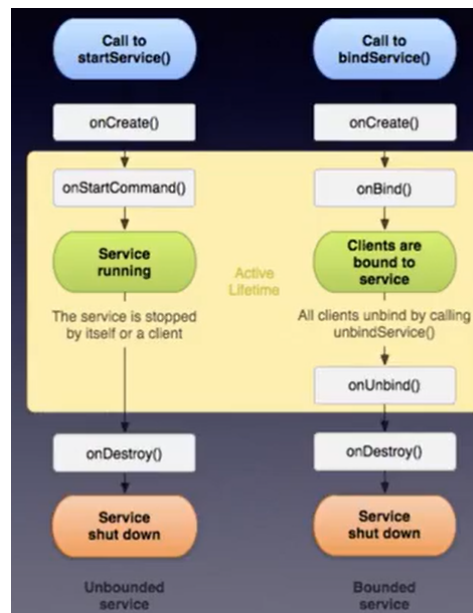 Call to
startService()
onCreate()
onStartCommand()
Service
running
The service is stopped
by itself or a client
onDestroy()
Service
shut down
Unbounded
service
Active
Lifetime
Call to
bindService()
onCreate()
onBind()
Clients are
bound to
service
All clients unbind by calling
unbindService()
onUnbind()
onDestroy()
Service
shut down
Bounded
service